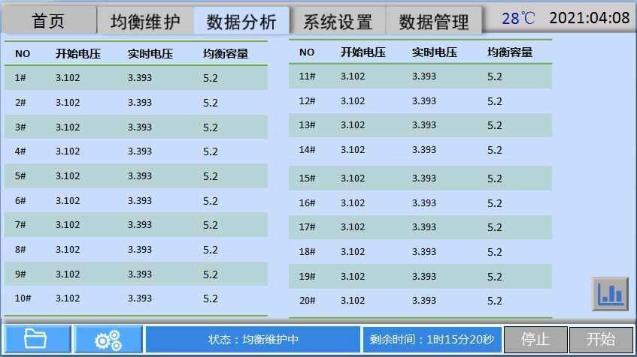 首页 均衡维护 数据分析 系统设置 数据管理 28℃ 2021:04:08
NO 开始电压 实时电压 均衡容量
1# 3.102 3.393 5.2
2# 3.102 3.393 5.2
3# 3.102 3.393 5.2
4# 3.102 3.393 5.2
5# 3.102 3.393 5.2
6# 3.102 3.393 5.2
7# 3.102 3.393 5.2
8# 3.102 3.393 5.2
9# 3.102 3.393 5.2
10# 3.102 3.393 5.2
NO 开始电压 实时电压 均衡容量
11# 3.102 3.393 5.2
12# 3.102 3.393 5.2
13# 3.102 3.393 5.2
14# 3.102 3.393 5.2
15# 3.102 3.393 5.2
16# 3.102 3.393 5.2
17# 3.102 3.393 5.2
18# 3.102 3.393 5.2
19# 3.102 3.393 5.2
20# 3.102 3.393 5.2
状态：均衡维护中 剩余时间：1时15分20秒 停止 开始